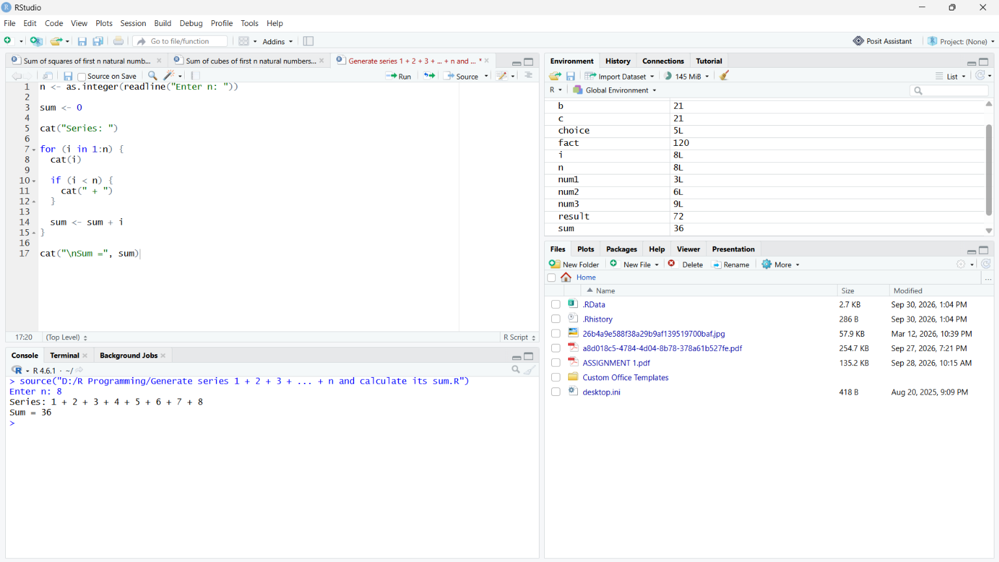 RStudio
File Edit Code View Plots Session Build Debug Profile Tools Help
Go to file/function Addins Posit Assistant Project: (None)
Sum of squares of first n natural numb... Sum of cubes of first n natural numbers... Generate series 1 + 2 + 3 + ... + n and ... *
Source on Save Run Source
1 n <- as.integer(readline("Enter n: "))
2
3 sum <- 0
4
5 cat("Series: ")
6
7 for (i in 1:n) {
8 cat(i)
9
10 if (i < n) {
11 cat(" + ")
12 }
13
14 sum <- sum + i
15 }
16
17 cat("\nSum =", sum)
17:20 (Top Level) R Script
Console Terminal Background Jobs
R 4.6.1 · ~/
> source("D:/R Programming/Generate series 1 + 2 + 3 + ... + n and calculate its sum.R")
Enter n: 8
Series: 1 + 2 + 3 + 4 + 5 + 6 + 7 + 8
Sum = 36
>
Environment History Connections Tutorial
Import Dataset 145 MiB List
R Global Environment
b 21
c 21
choice 5L
fact 120
i 8L
n 8L
num1 3L
num2 6L
num3 9L
result 72
sum 36
Files Plots Packages Help Viewer Presentation
New Folder New File Delete Rename More
Home ...
Name Size Modified
.RData 2.7 KB Sep 30, 2026, 1:04 PM
.Rhistory 286 B Sep 30, 2026, 1:04 PM
26b4a9e588f38a29b9af139519700baf.jpg 57.9 KB Mar 12, 2026, 10:39 PM
a8d018c5-4784-4d04-8b78-378a61b527fe.pdf 254.7 KB Sep 27, 2026, 7:21 PM
ASSIGNMENT 1.pdf 135.2 KB Sep 28, 2026, 10:15 AM
Custom Office Templates
desktop.ini 418 B Aug 20, 2025, 9:09 PM